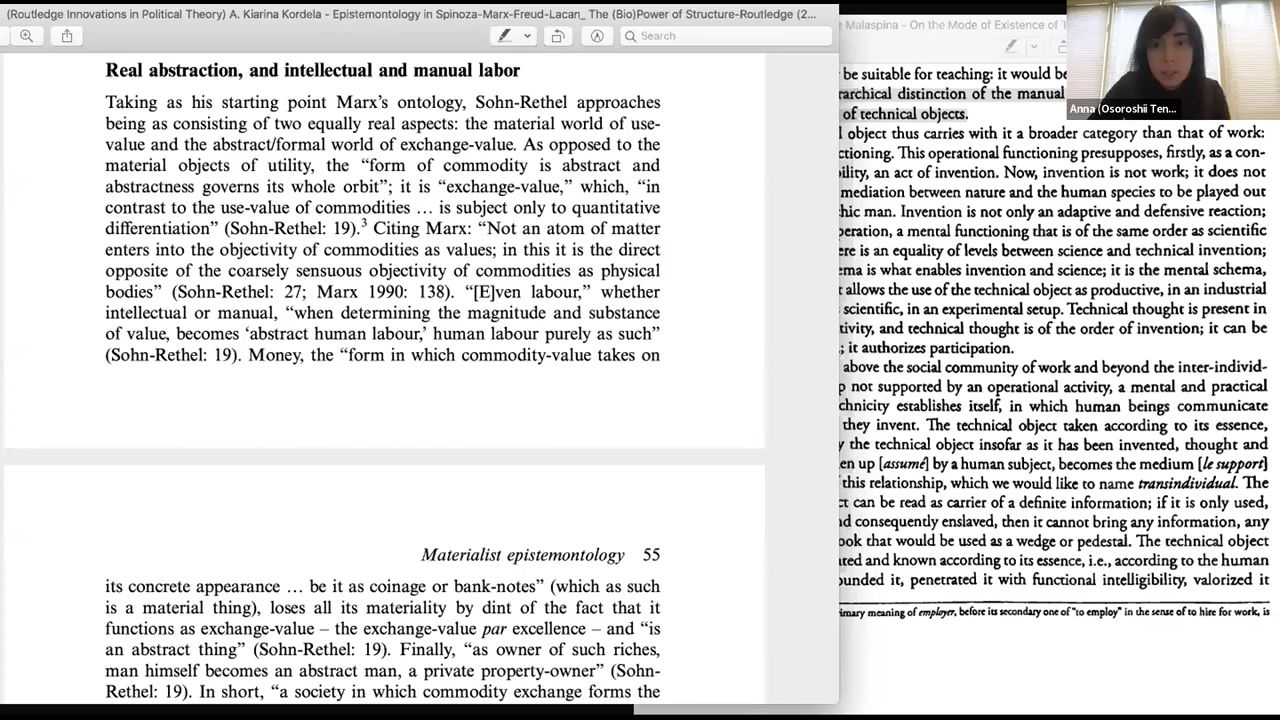 (Routledge Innovations in Political Theory) A. Kiarina Kordela - Epistemontology in Spinoza-Marx-Freud-Lacan_ The (Bio)Power of Structure-Routledge (2...
Search
Real abstraction, and intellectual and manual labor
Taking as his starting point Marx's ontology, Sohn-Rethel approaches
being as consisting of two equally real aspects: the material world of use-
value and the abstract/formal world of exchange-value. As opposed to the
material objects of utility, the “form of commodity is abstract and
abstractness governs its whole orbit”; it is “exchange-value,” which, “in
contrast to the use-value of commodities … is subject only to quantitative
differentiation” (Sohn-Rethel: 19).3 Citing Marx: “Not an atom of matter
enters into the objectivity of commodities as values; in this it is the direct
opposite of the coarsely sensuous objectivity of commodities as physical
bodies” (Sohn-Rethel: 27; Marx 1990: 138). “[E]ven labour,” whether
intellectual or manual, “when determining the magnitude and substance
of value, becomes ‘abstract human labour,’ human labour purely as such”
(Sohn-Rethel: 19). Money, the “form in which commodity-value takes on
Materialist epistemontology 55
its concrete appearance … be it as coinage or bank-notes” (which as such
is a material thing), loses all its materiality by dint of the fact that it
functions as exchange-value – the exchange-value par excellence – and “is
an abstract thing” (Sohn-Rethel: 19). Finally, “as owner of such riches,
man himself becomes an abstract man, a private property-owner” (Sohn-
Rethel: 19). In short, “a society in which commodity exchange forms the
Malaspina - On the Mode of Existence of T
be suitable for teaching: it would be
rarchical distinction of the manual
of technical objects.
l object thus carries with it a broader category than that of work:
ctioning. This operational functioning presupposes, firstly, as a con-
bility, an act of invention. Now, invention is not work; it does not
mediation between nature and the human species to be played out
hic man. Invention is not only an adaptive and defensive reaction;
peration, a mental functioning that is of the same order as scientific
ere is an equality of levels between science and technical invention;
ema is what enables invention and science; it is the mental schema,
t allows the use of the technical object as productive, in an industrial
scientific, in an experimental setup. Technical thought is present in
tivity, and technical thought is of the order of invention; it can be
; it authorizes participation.
above the social community of work and beyond the inter-individ-
p not supported by an operational activity, a mental and practical
chnicity establishes itself, in which human beings communicate
they invent. The technical object taken according to its essence,
y the technical object insofar as it has been invented, thought and
en up [assumé] by a human subject, becomes the medium [le support]
this relationship, which we would like to name transindividual. The
ct can be read as carrier of a definite information; if it is only used,
nd consequently enslaved, then it cannot bring any information, any
ook that would be used as a wedge or pedestal. The technical object
ated and known according to its essence, i.e., according to the human
ounded it, penetrated it with functional intelligibility, valorized it
imary meaning of employer, before its secondary one of "to employ" in the sense of to hire for work, is
Anna (Osoroshii Ten...